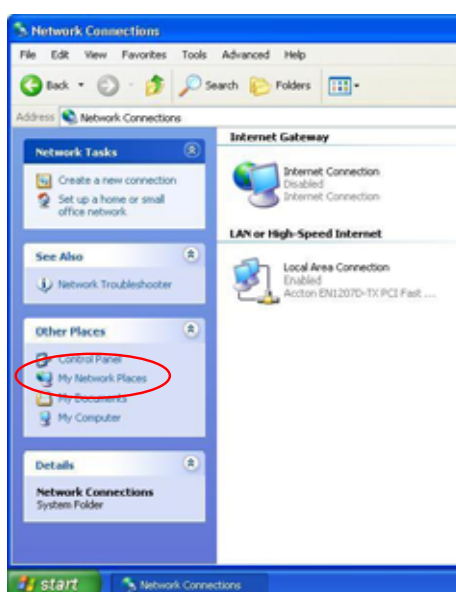 Network Connections
File Edit View Favorites Tools Advanced Help
Back Search Folders
Address Network Connections
Network Tasks
Create a new connection
Set up a home or small
office network
See Also
Network Troubleshooter
Other Places
Control Panel
My Network Places
My Documents
My Computer
Details
Network Connections
System Folder
Internet Gateway
Internet Connection
Disabled
Internet Connection
LAN or High-Speed Internet
Local Area Connection
Enabled
Accton EN1207D-TX PCI Fast ...
start Network Connections